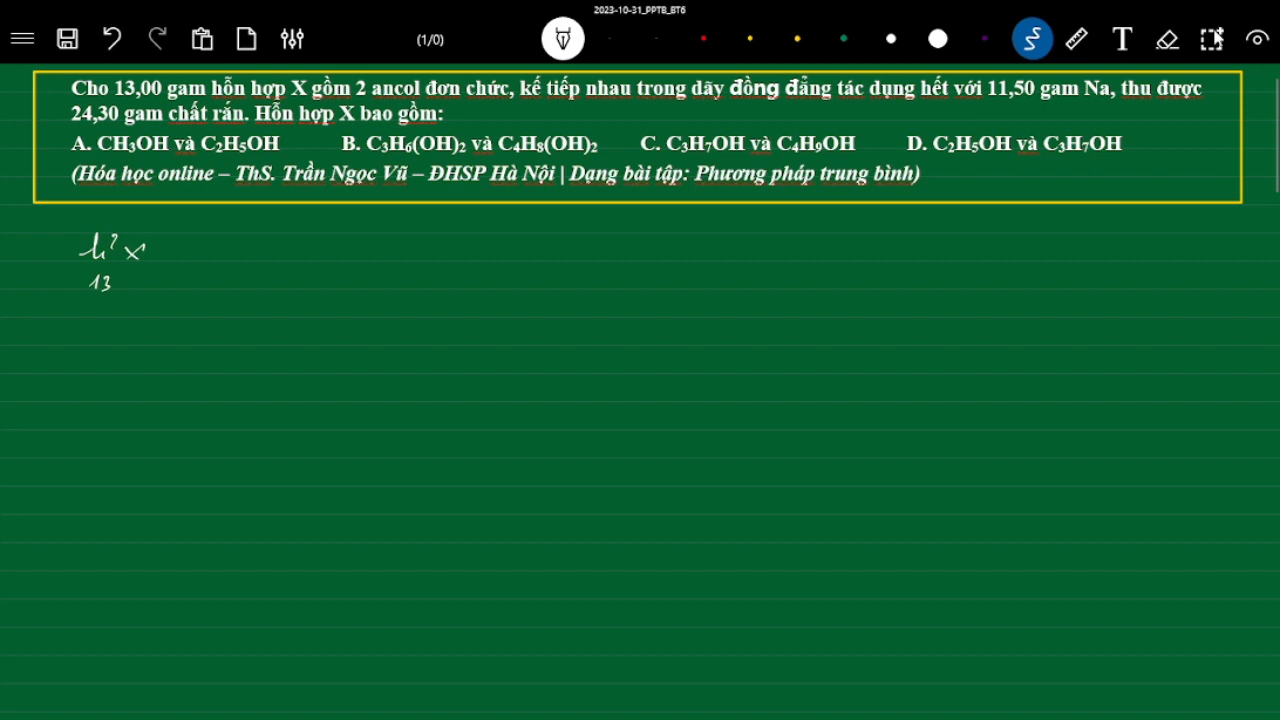 2023-10-31_PPTB_BT6
(1/0)
T
Cho 13,00 gam hỗn hợp X gồm 2 ancol đơn chức, kế tiếp nhau trong dãy đồng đẳng tác dụng hết với 11,50 gam Na, thu được
24,30 gam chất rắn. Hỗn hợp X bao gồm:
A. CH₃OH và C₂H₅OH B. C₃H₆(OH)₂ và C₄H₈(OH)₂ C. C₃H₇OH và C₄H₉OH D. C₂H₅OH và C₃H₇OH
(Hóa học online – ThS. Trần Ngọc Vũ – ĐHSP Hà Nội | Dạng bài tập: Phương pháp trung bình)
h² X
13